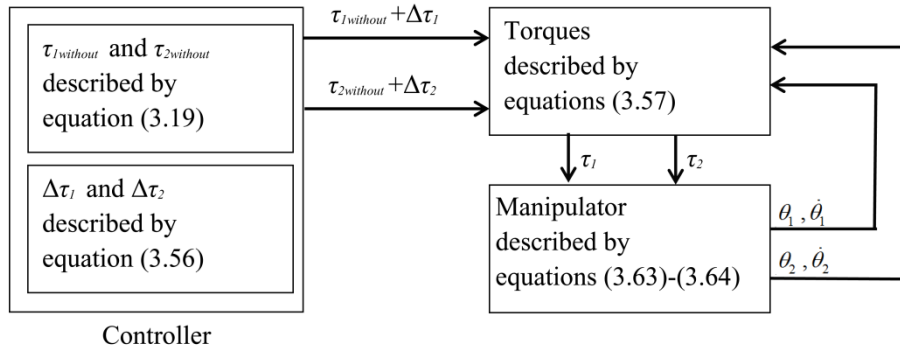 τ1without and τ2without
described by
equation (3.19)
Δτ1 and Δτ2
described by
equation (3.56)
Controller
τ1without+Δτ1
τ2without+Δτ2
Torques
described by
equations (3.57)
τ1
τ2
Manipulator
described by
equations (3.63)-(3.64)
θ1 , θ̇1
θ2 , θ̇2